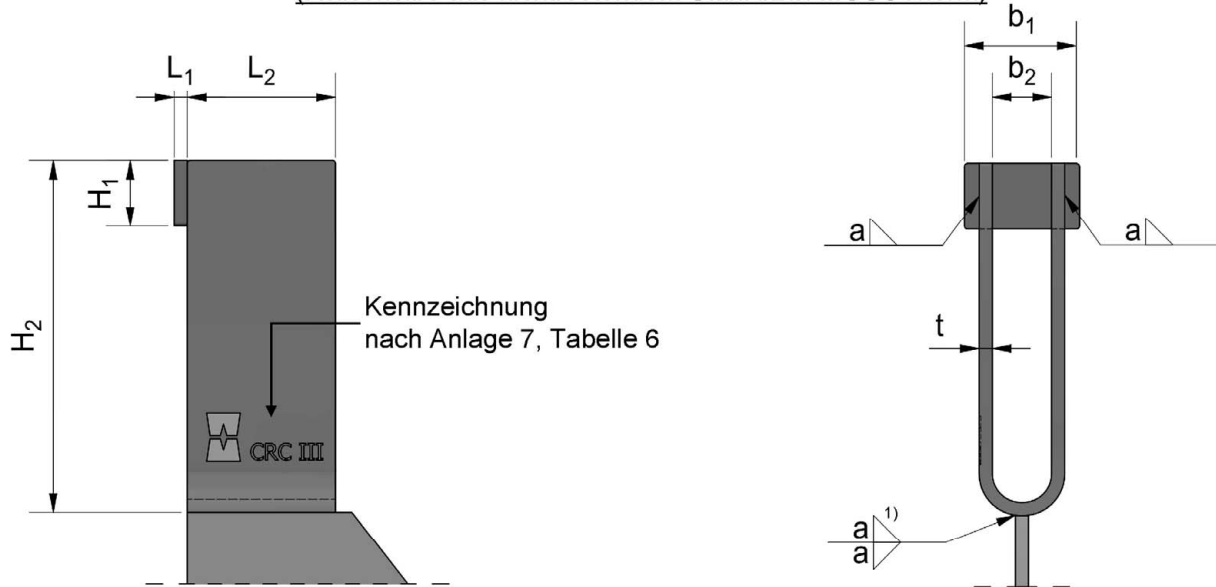 b₁
L₁ L₂ b₂
H₁
H₂
a a
Kennzeichnung
nach Anlage 7, Tabelle 6
t
CRC III
a 1)
a